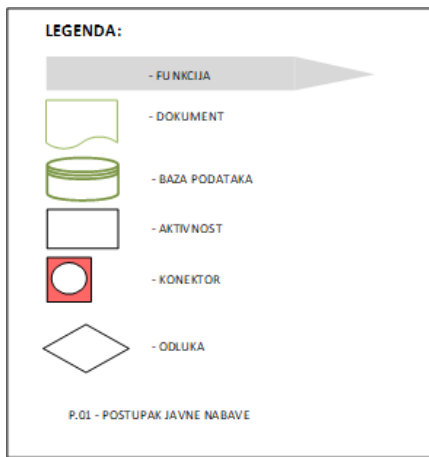 LEGENDA:
- FUNKCIJA
- DOKUMENT
- BAZA PODATAKA
- AKTIVNOST
- KONEKTOR
- ODLUKA
P.01 - POSTUPAK JAVNE NABAVE